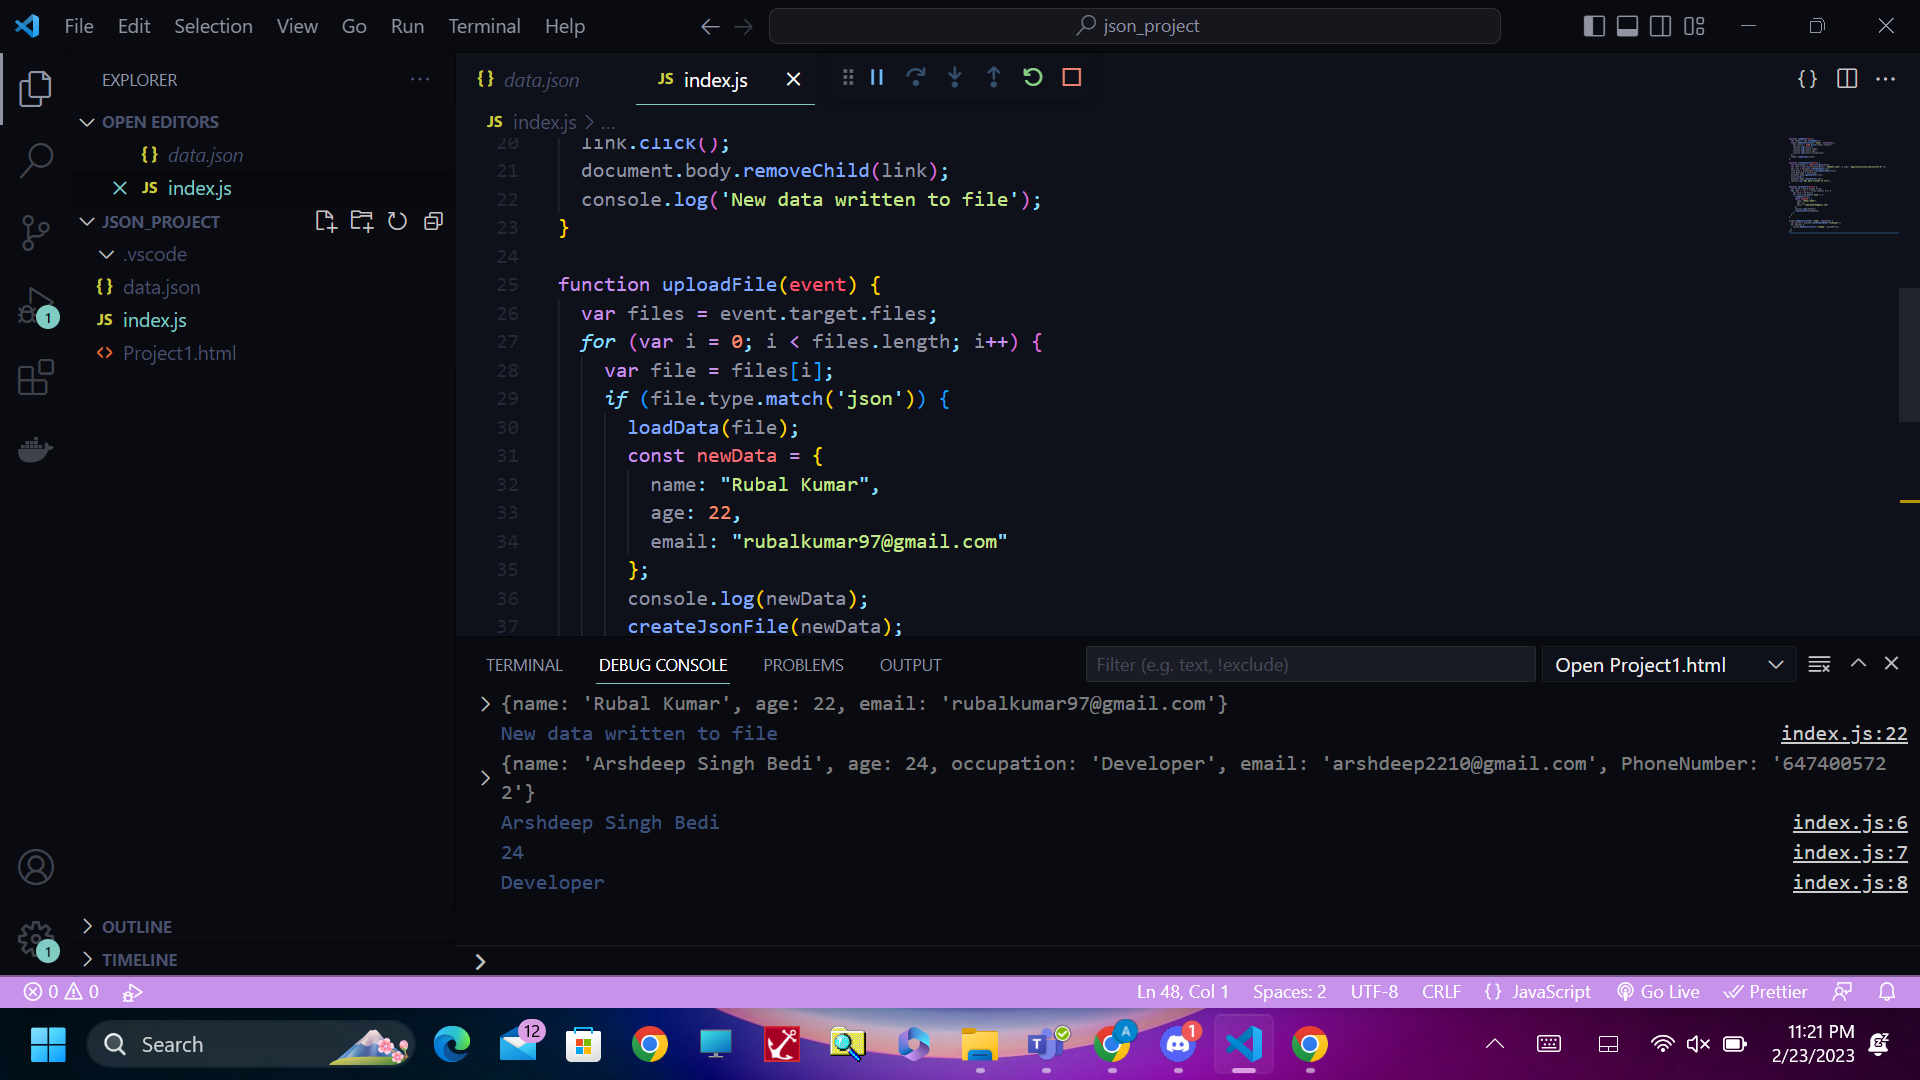 File Edit Selection View Go Run Terminal Help
json_project
EXPLORER
OPEN EDITORS
{} data.json
JS index.js
JSON_PROJECT
.vscode
{} data.json
JS index.js
<> Project1.html
OUTLINE
TIMELINE
{} data.json
JS index.js
JS index.js > ...
20 link.click();
21 document.body.removeChild(link);
22 console.log('New data written to file');
23 }
24
25 function uploadFile(event) {
26 var files = event.target.files;
27 for (var i = 0; i < files.length; i++) {
28 var file = files[i];
29 if (file.type.match('json')) {
30 loadData(file);
31 const newData = {
32 name: "Rubal Kumar",
33 age: 22,
34 email: "rubalkumar97@gmail.com"
35 };
36 console.log(newData);
37 createJsonFile(newData);
TERMINAL DEBUG CONSOLE PROBLEMS OUTPUT
Filter (e.g. text, !exclude)
Open Project1.html
{name: 'Rubal Kumar', age: 22, email: 'rubalkumar97@gmail.com'}
New data written to file index.js:22
{name: 'Arshdeep Singh Bedi', age: 24, occupation: 'Developer', email: 'arshdeep2210@gmail.com', PhoneNumber: '647400572
2'}
Arshdeep Singh Bedi index.js:6
24 index.js:7
Developer index.js:8
1
1
0 0
Ln 48, Col 1 Spaces: 2 UTF-8 CRLF {} JavaScript Go Live Prettier
Search
12
A
1
11:21 PM
2/23/2023